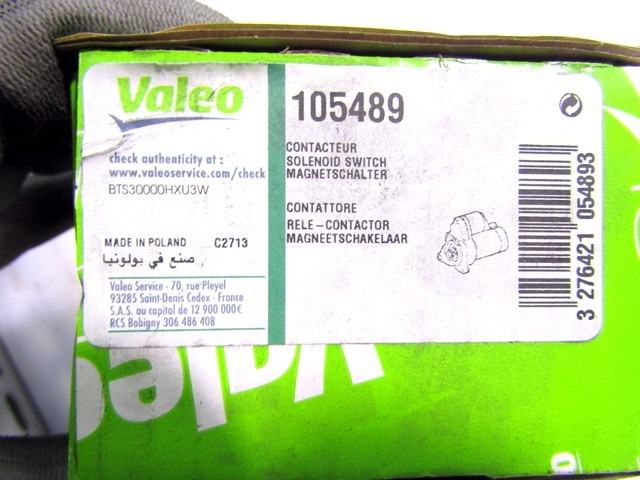 Valeo
105489
check authenticity at :
www.valeoservice.com/check
BTS30000HXU3W
CONTACTEUR
SOLENOID SWITCH
MAGNETSCHALTER
CONTATTORE
RELE-CONTACTOR
MAGNEETSCHAKELAAR
MADE IN POLAND C2713
صنع في بولونيا
Valeo Service - 70, rue Pleyel
93285 Saint-Denis Cedex - France
S.A.S. au capital de 12 900 000€
RCS Bobigny 306 486 408
3 276421 054893
Valeo